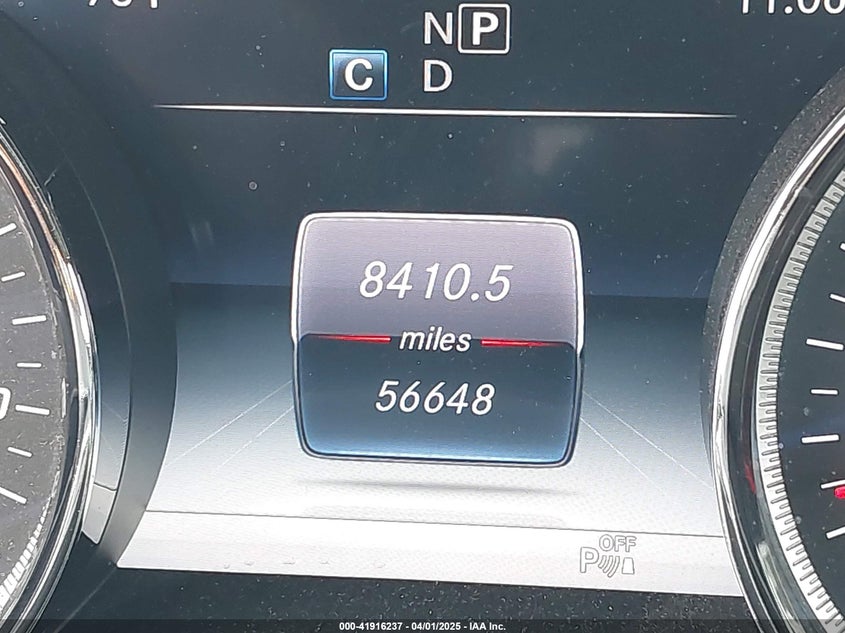 N P
C D
8410.5
miles
56648
OFF
P
000-41916237 - 04/01/2025 - IAA Inc.